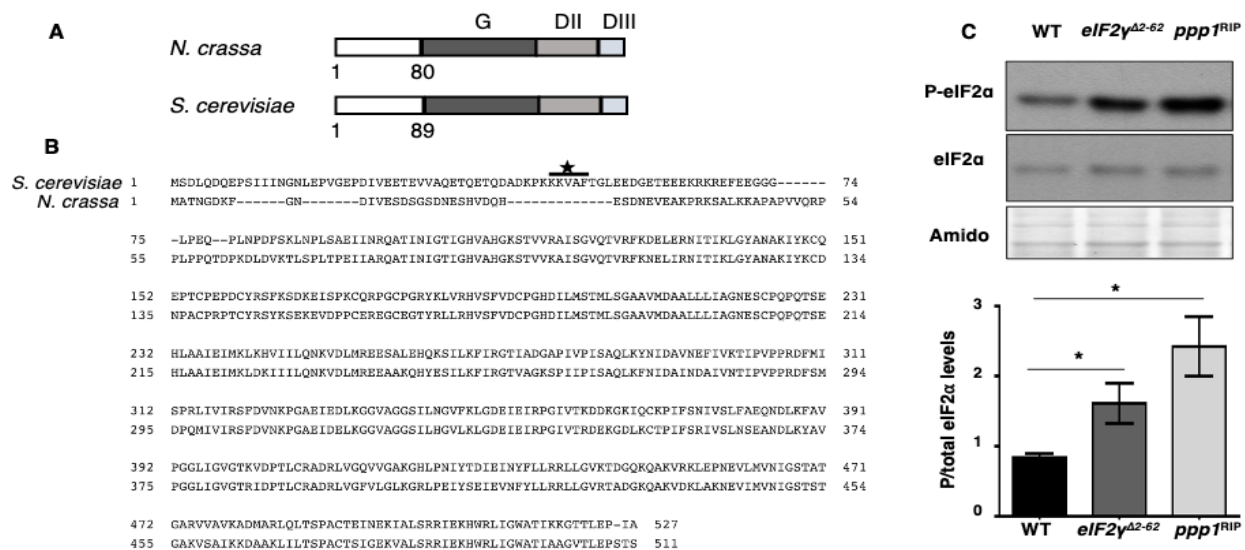 A
G DII DIII
N. crassa
1 80
S. cerevisiae
1 89
B
★
S. cerevisiae 1 MSDLQDQEPSIIINGNLEPVGEPDIVEETEVVAQETQETQDADKPKKKVAFTGLEEDGETEEEKRKREFEEGGG------ 74
N. crassa 1 MATNGDKF------GN-------DIVESDSGSDNESHVDQH-------------ESDNEVEAKPRKSALKKAPAPVVQRP 54
75 -LPEQ--PLNPDFSKLNPLSAEIINRQATINIGTIGHVAHGKSTVVRAISGVQTVRFKDELERNITIKLGYANAKIYKCQ 151
55 PLPPQTDPKDLDVKTLSPLTPEIIARQATINIGTIGHVAHGKSTVVKAISGVQTVRFKNELIRNITIKLGYANAKIYKCD 134
152 EPTCPEPDCYRSFKSDKEISPKCQRPGCPGRYKLVRHVSFVDCPGHDILMSTMLSGAAVMDAALLLIAGNESCPQPQTSE 231
135 NPACPRPTCYRSYKSEKEVDPPCEREGCEGTYRLLRHVSFVDCPGHDILMSTMLSGAAVMDAALLLIAGNESCPQPQTSE 214
232 HLAAIEIMKLKHVIILQNKVDLMREESALEHQKSILKFIRGTIADGAPIVPISAQLKYNIDAVNEFIVKTIPVPPRDFMI 311
215 HLAAIEIMKLDKIIILQNKVDLMREEAAKQHYESILKFIRGTVAGKSPIIPISAQLKFNIDAINDAIVNTIPVPPRDFSM 294
312 SPRLIVIRSFDVNKPGAEIEDLKGGVAGGSILNGVFKLGDEIEIRPGIVTKDDKGKIQCKPIFSNIVSLFAEQNDLKFAV 391
295 DPQMIVIRSFDVNKPGAEIDELKGGVAGGSILHGVLKLGDEIEIRPGIVTRDEKGDLKCTPIFSRIVSLNSEANDLKYAV 374
392 PGGLIGVGTKVDPTLCRADRLVGQVVGAKGHLPNIYTDIEINYFLLRRLLGVKTDGQKQAKVRKLEPNEVLMVNIGSTAT 471
375 PGGLIGVGTRIDPTLCRADRLVGFVLGLKGRLPEIYSEIEVNYFLLRRLLGVRTADGKQAKVDKLAKNEVIMVNIGSTST 454
472 GARVVAVKADMARLQLTSPACTEINEKIALSRRIEKHWRLIGWATIKKGTTLEP-IA 527
455 GAKVSAIKKDAAKLILTSPACTSIGEKVALSRRIEKHWRLIGWATIAAGVTLEPSTS 511
C
WT eIF2γΔ2-62 ppp1RIP
P-eIF2α
eIF2α
Amido
P/total eIF2α levels
3
2
1
0
*
*
WT eIF2γΔ2-62 ppp1RIP